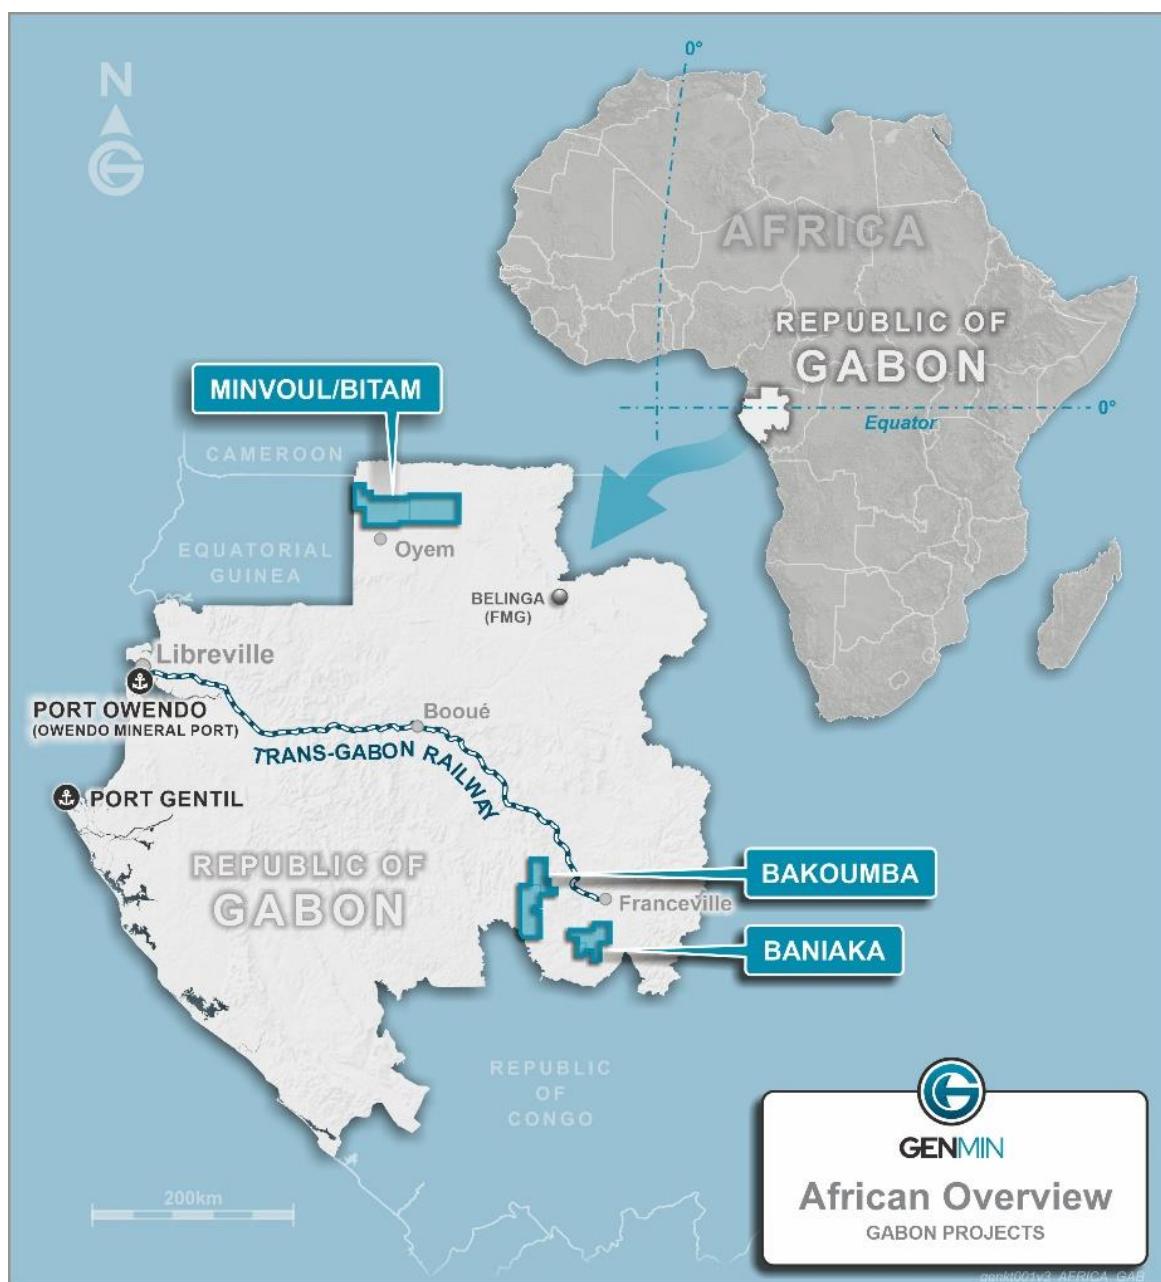 0°
N
AFRICA
REPUBLIC OF
GABON
0°
Equator
MINVOUL/BITAM
CAMEROON
EQUATORIAL
GUINEA
Oyem
BELINGA
(FMG)
Libreville
PORT OWENDO
(OWENDO MINERAL PORT)
Booué
TRANS-GABON RAILWAY
PORT GENTIL
REPUBLIC OF
GABON
BAKOUMBA
Franceville
BANIAKA
REPUBLIC
OF
CONGO
200km
GENMIN
African Overview
GABON PROJECTS
genkt001v3_AFRICA_GAB